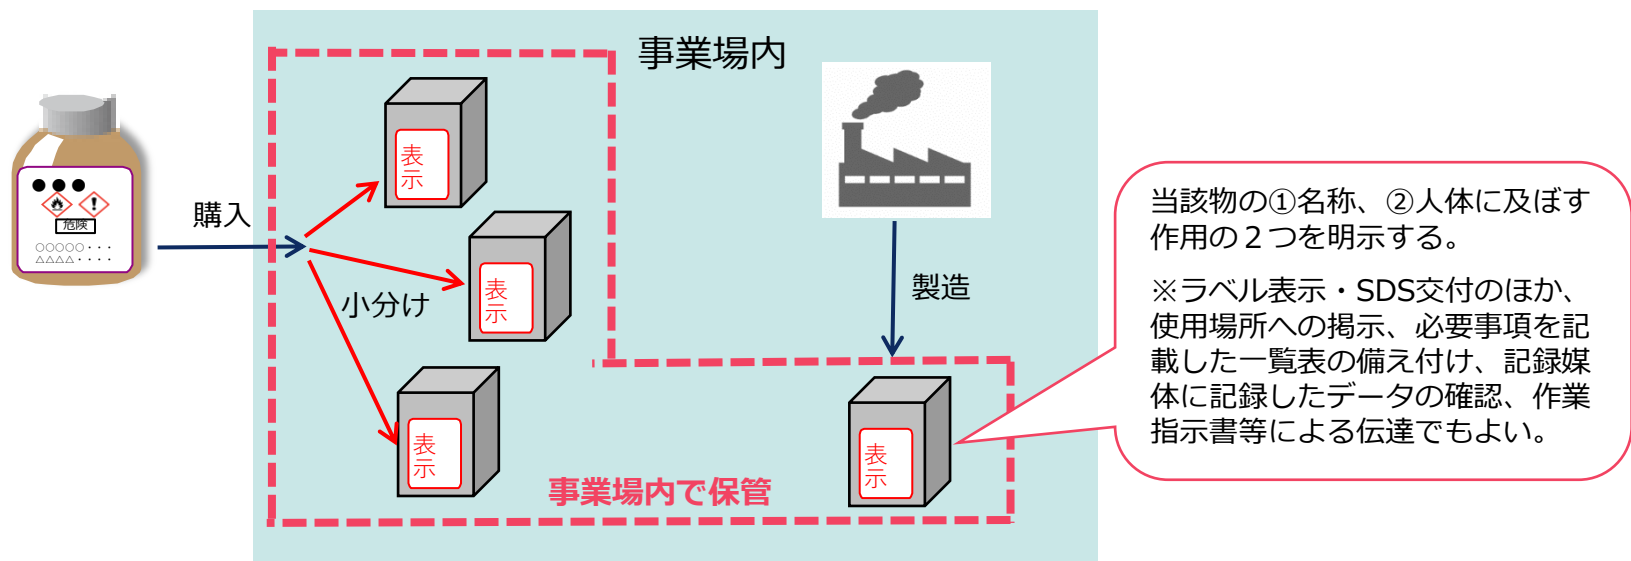 事業場内
●●●
危険
○○○○○・・・
△△△△・・・・
購入
小分け
表示
表示
表示
製造
表示
事業場内で保管
当該物の①名称、②人体に及ぼす
作用の２つを明示する。
※ラベル表示・SDS交付のほか、
使用場所への掲示、必要事項を記
載した一覧表の備え付け、記録媒
体に記録したデータの確認、作業
指示書等による伝達でもよい。